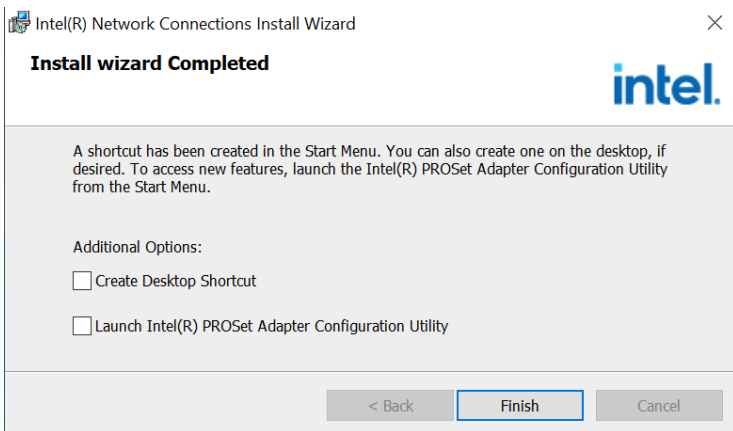 Intel(R) Network Connections Install Wizard
Install wizard Completed
intel.
A shortcut has been created in the Start Menu. You can also create one on the desktop, if
desired. To access new features, launch the Intel(R) PROSet Adapter Configuration Utility
from the Start Menu.
Additional Options:
Create Desktop Shortcut
Launch Intel(R) PROSet Adapter Configuration Utility
< Back
Finish
Cancel